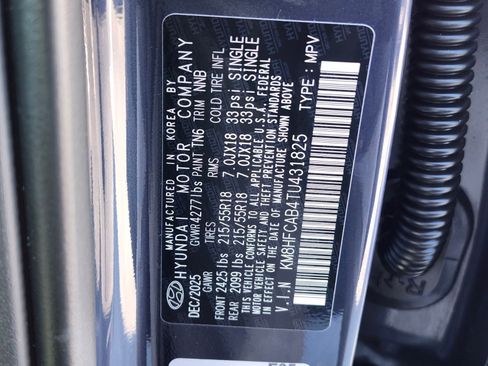 MANUFACTURED IN KOREA BY
HYUNDAI MOTOR COMPANY
DEC/2025 GVWR 4277 lbs PAINT TN6 TRIM NNB
GAWR TIRES RIMS COLD TIRE INFL.
FRONT 2425 lbs 215/55R18 7.0JX18 33psi SINGLE
REAR 2099 lbs 215/55R18 7.0JX18 33psi SINGLE
THIS VEHICLE CONFORMS TO ALL APPLICABLE U.S.A. FEDERAL
MOTOR VEHICLE SAFETY, AND THEFT PREVENTION STANDARDS
IN EFFECT ON THE DATE OF MANUFACTURE SHOWN ABOVE
V.I.N KM8HFCAB4TU431825 TYPE : MPV